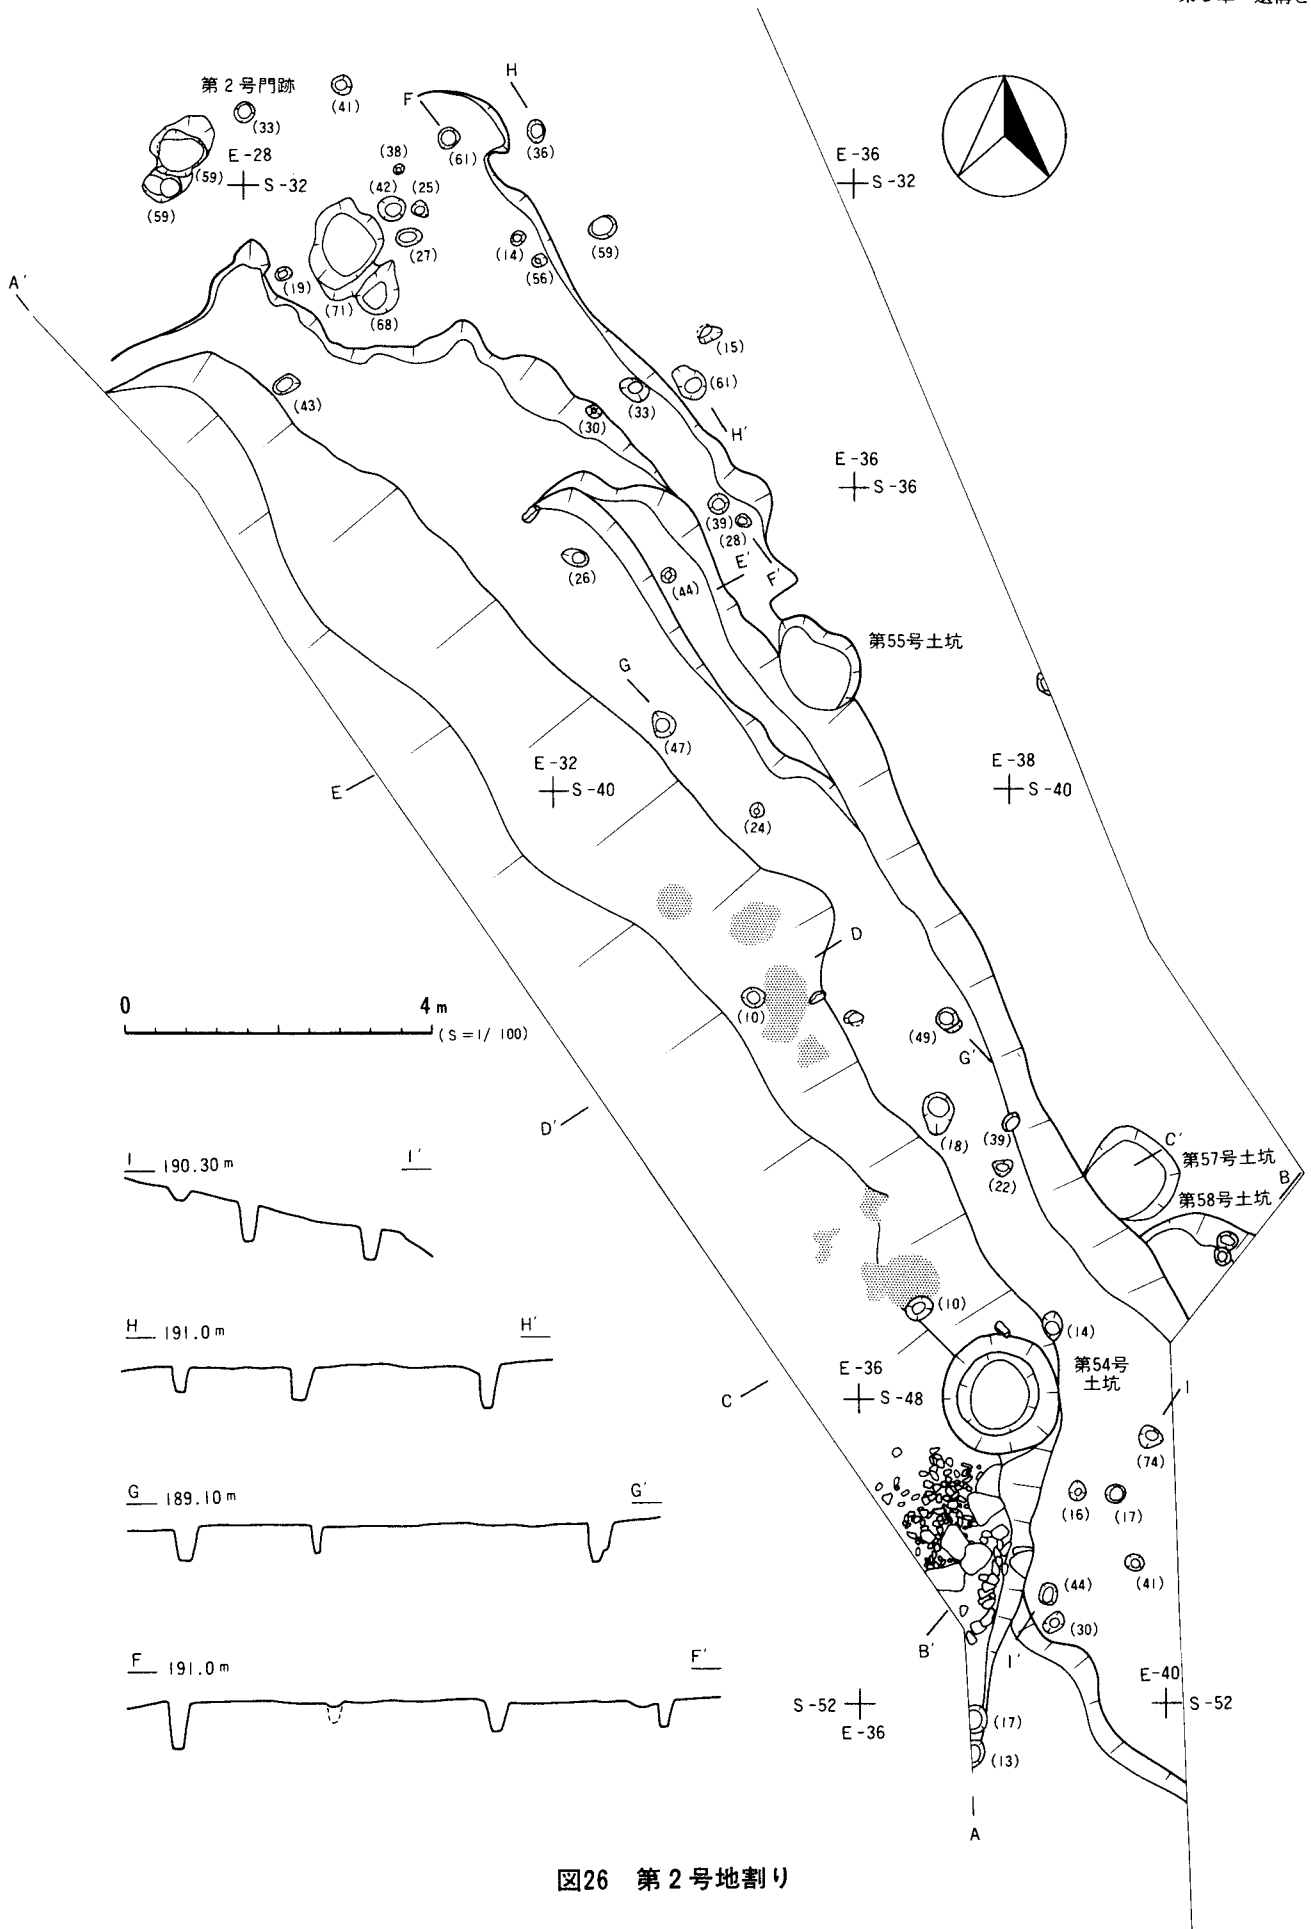 第2号門跡
(41)
(33)
H
F
(61)
(36)
E-28
S-32
(59)
(59)
(38)
(42)
(25)
(27)
(14)
(56)
(59)
E-36
S-32
A'
(19)
(71)
(68)
(15)
(61)
(43)
(33)
(30)
H'
E-36
S-36
(39)
(28)
E'
F'
(26)
(44)
第55号土坑
G
(47)
E-32
S-40
E
(24)
E-38
S-40
D
(10)
(49)
G'
0
4m
(S=1/100)
D'
(18)
(39)
(22)
C'
第57号土坑
B
第58号土坑
I 190.30m I'
(10)
(14)
H 191.0m H'
第54号
土坑
E-36
S-48
C
I
(74)
(16)
(17)
G 189.10m G'
(41)
(44)
(30)
B'
I'
F 191.0m F'
E-40
S-52
S-52
E-36
(17)
(13)
A
図26 第2号地割り